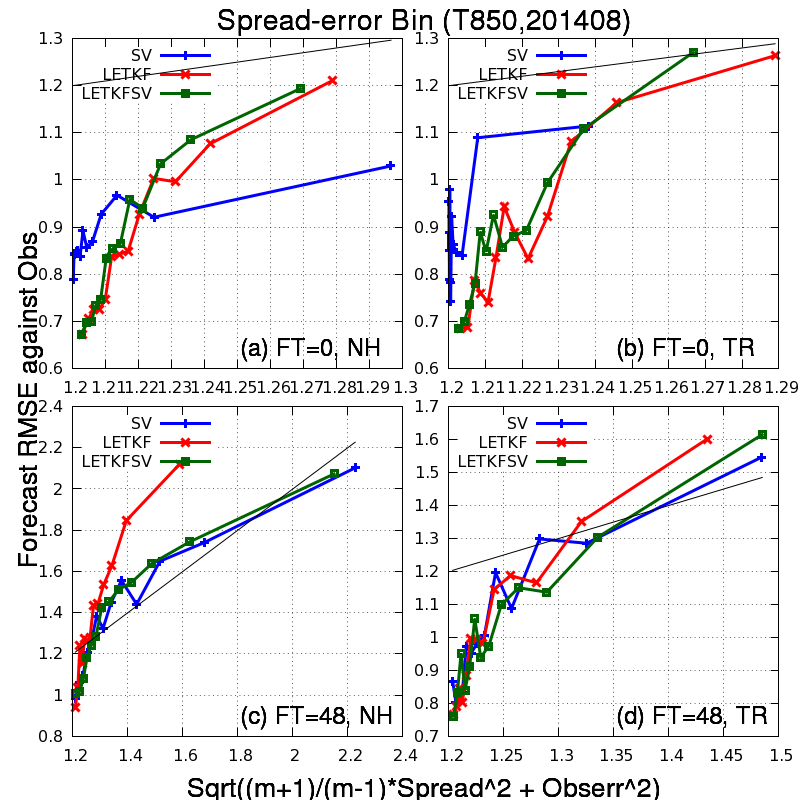 Spread-error Bin (T850,201408)
Forecast RMSE against Obs
1.3
1.2
1.1
1
0.9
0.8
0.7
0.6
SV
LETKF
LETKFSV
(a) FT=0, NH
1.2 1.21 1.22 1.23 1.24 1.25 1.26 1.27 1.28 1.29 1.3
1.3
1.2
1.1
1
0.9
0.8
0.7
0.6
SV
LETKF
LETKFSV
(b) FT=0, TR
1.2 1.21 1.22 1.23 1.24 1.25 1.26 1.27 1.28 1.29
2.4
2.2
2
1.8
1.6
1.4
1.2
1
0.8
SV
LETKF
LETKFSV
(c) FT=48, NH
1.2 1.4 1.6 1.8 2 2.2 2.4
1.7
1.6
1.5
1.4
1.3
1.2
1.1
1
0.9
0.8
0.7
SV
LETKF
LETKFSV
(d) FT=48, TR
1.2 1.25 1.3 1.35 1.4 1.45 1.5
Sqrt((m+1)/(m-1)*Spread^2 + Obserr^2)